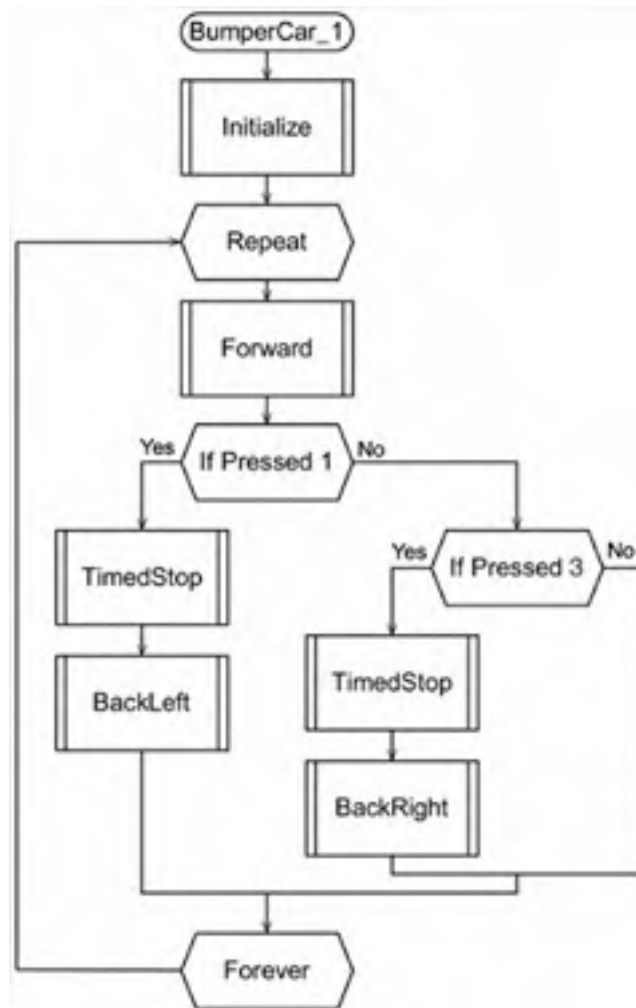 BumperCar_1
Initialize
Repeat
Forward
Yes
If Pressed 1
No
TimedStop
BackLeft
Yes
If Pressed 3
No
TimedStop
BackRight
Forever